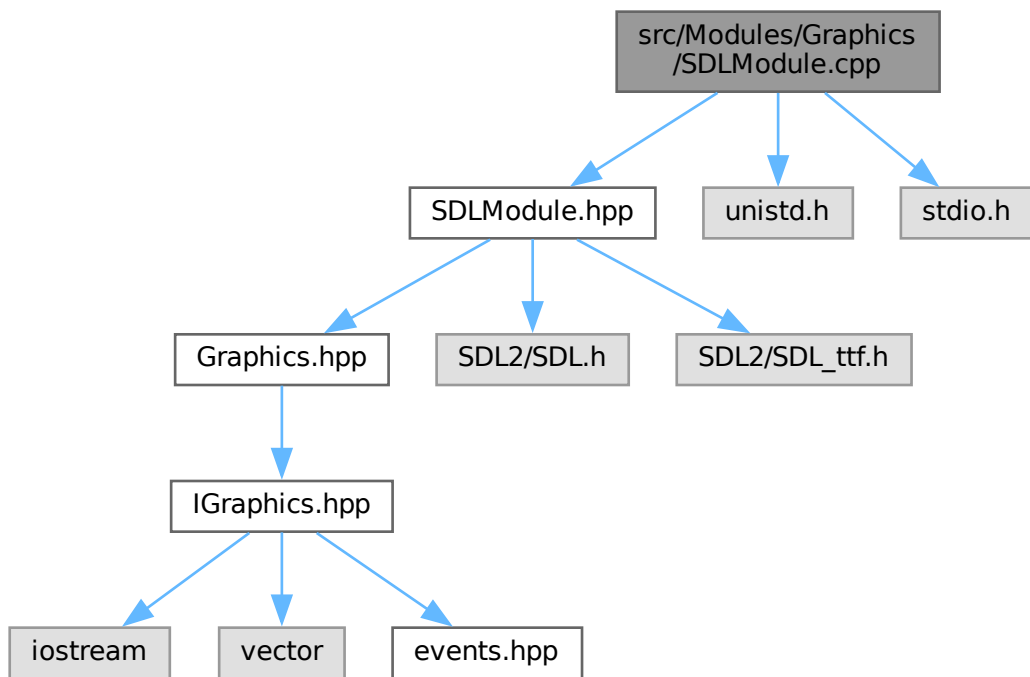 src/Modules/Graphics
/SDLModule.cpp
SDLModule.hpp
unistd.h
stdio.h
Graphics.hpp
SDL2/SDL.h
SDL2/SDL_ttf.h
IGraphics.hpp
iostream
vector
events.hpp